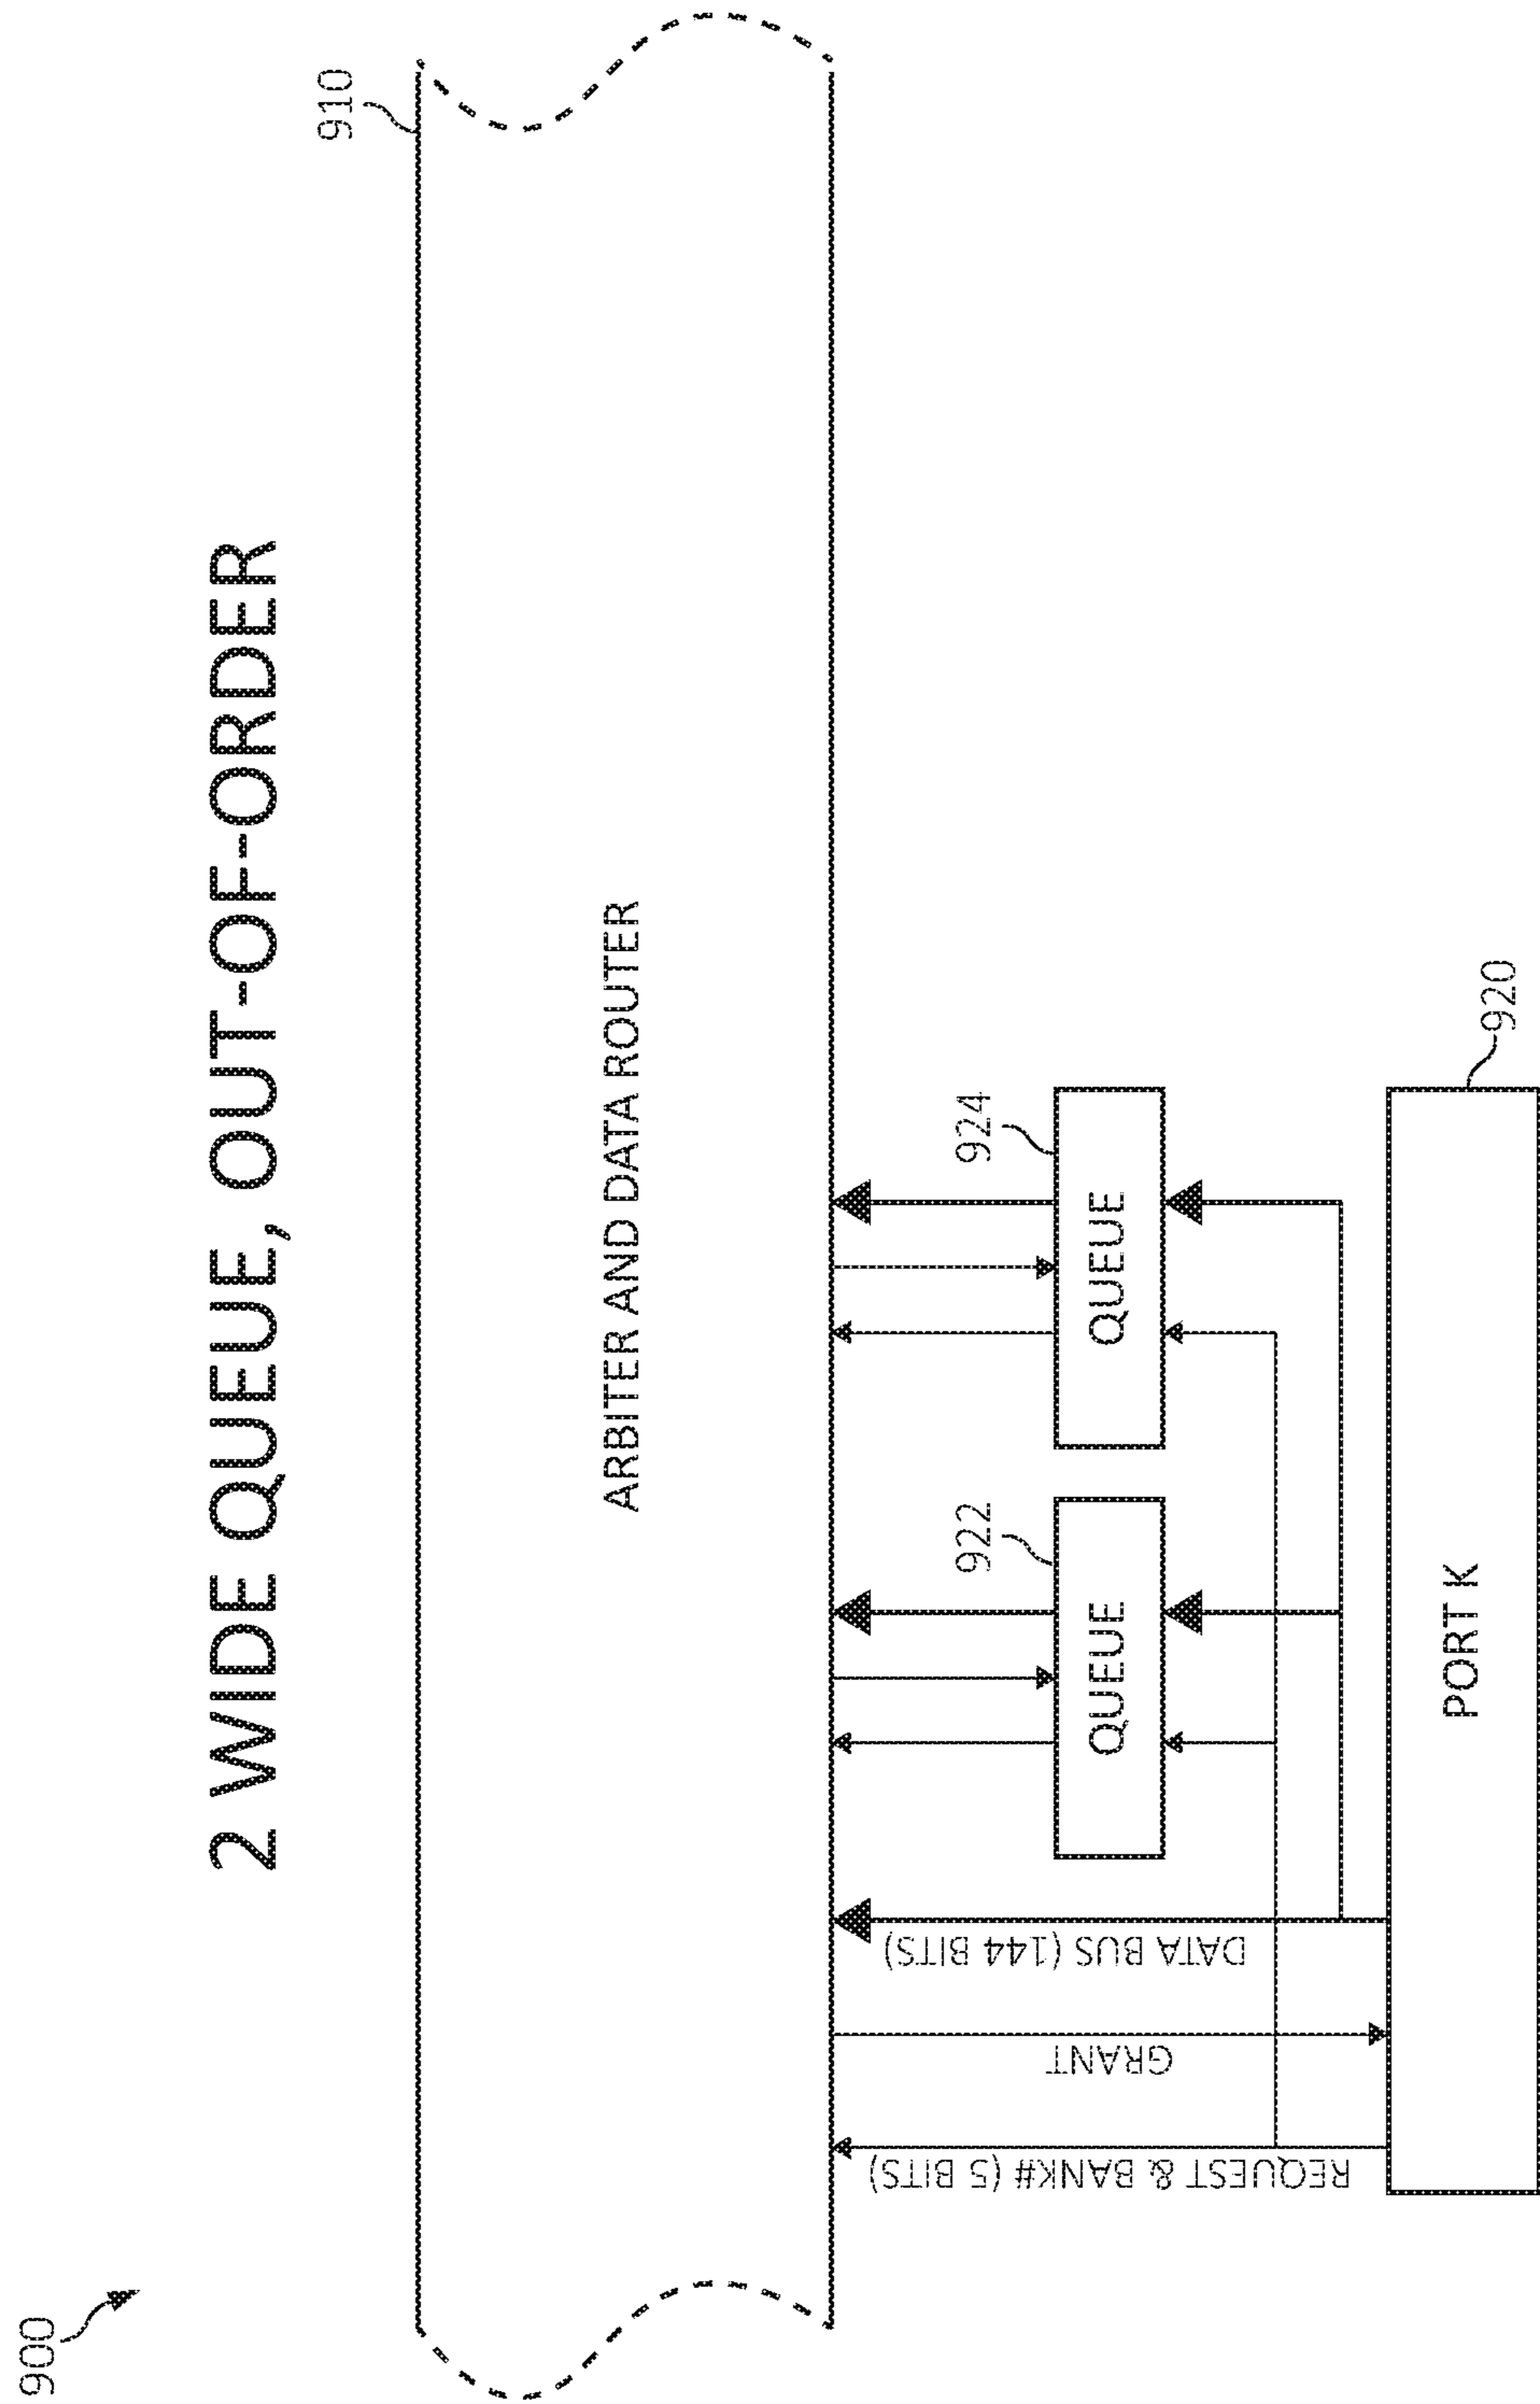 900
2 WIDE QUEUE, OUT-OF-ORDER
910
ARBITER AND DATA ROUTER
REQUEST & BANK# (5 BITS)
GRANT
DATA BUS (144 BITS)
922
QUEUE
924
QUEUE
PORT K
920